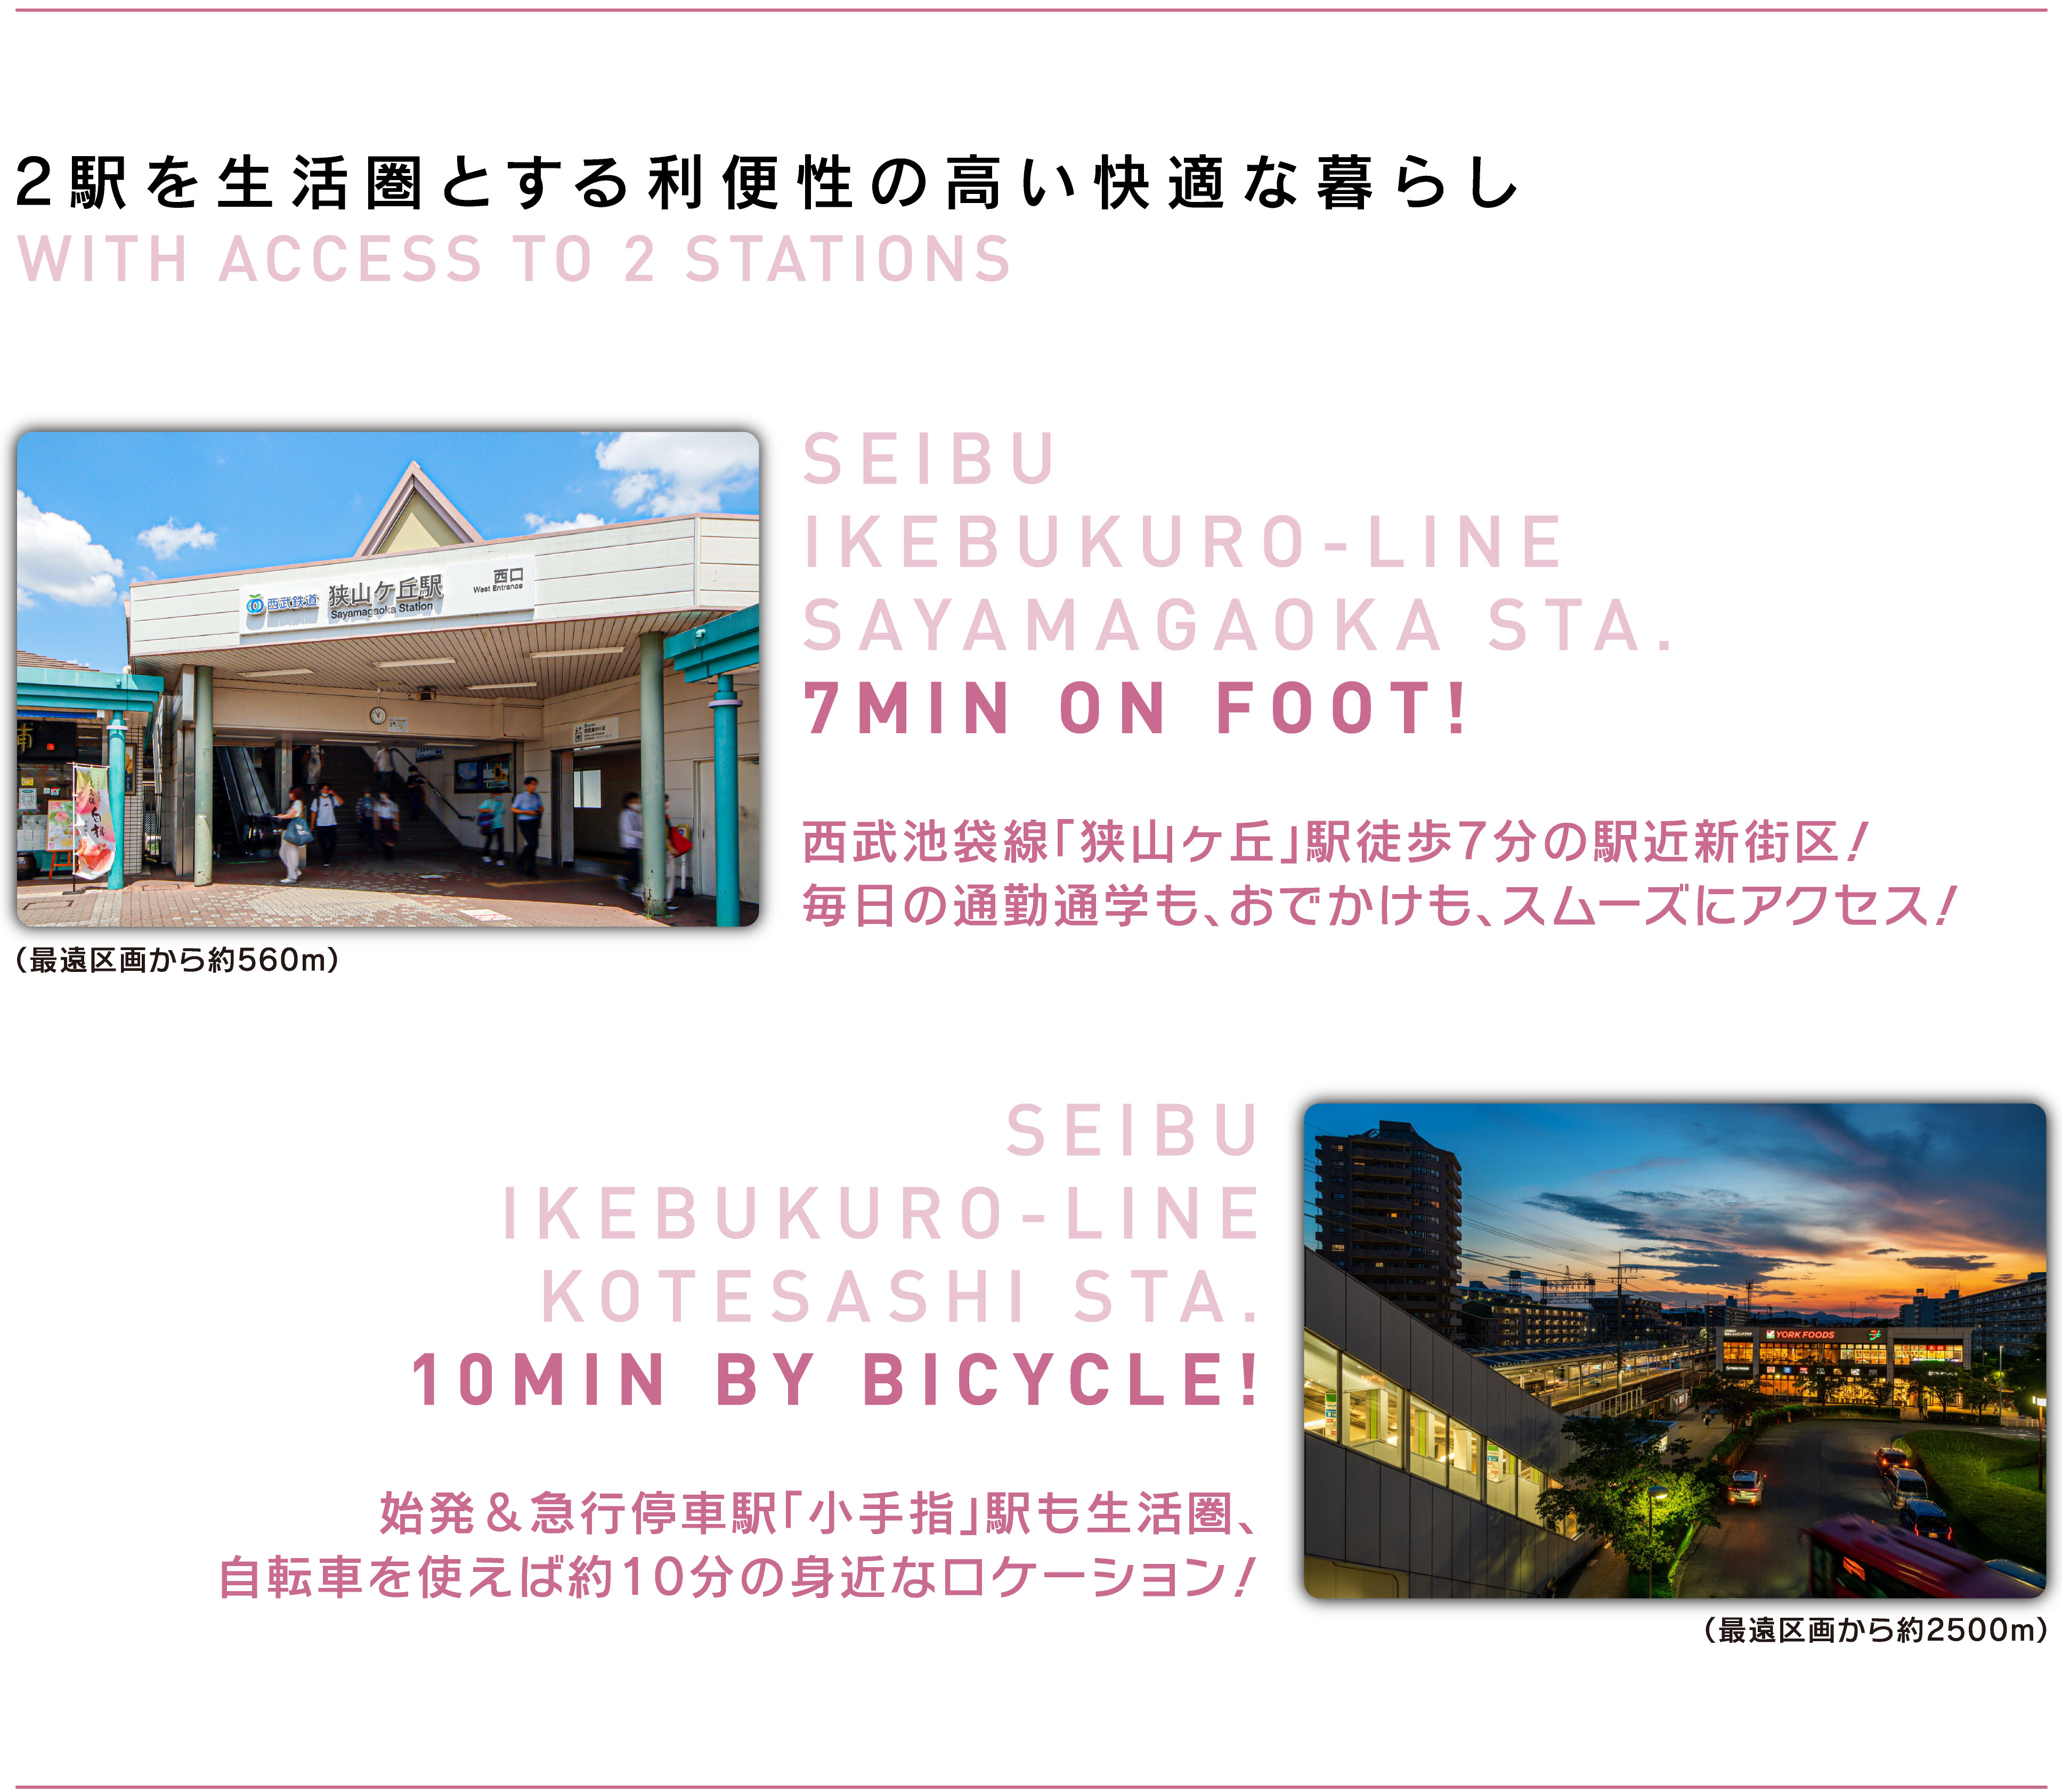 2駅を生活圏とする利便性の高い快適な暮らし
WITH ACCESS TO 2 STATIONS
西武鉄道 狭山ケ丘駅 西口
Sayamagaoka Station West Entrance
SEIBU
IKEBUKURO-LINE
SAYAMAGAOKA STA.
7MIN ON FOOT!
西武池袋線「狭山ヶ丘」駅徒歩7分の駅近新街区!
毎日の通勤通学も、おでかけも、スムーズにアクセス!
(最遠区画から約560m)
SEIBU
IKEBUKURO-LINE
KOTESASHI STA.
10MIN BY BICYCLE!
始発&急行停車駅「小手指」駅も生活圏、
自転車を使えば約10分の身近なロケーション!
YORK FOODS
(最遠区画から約2500m)